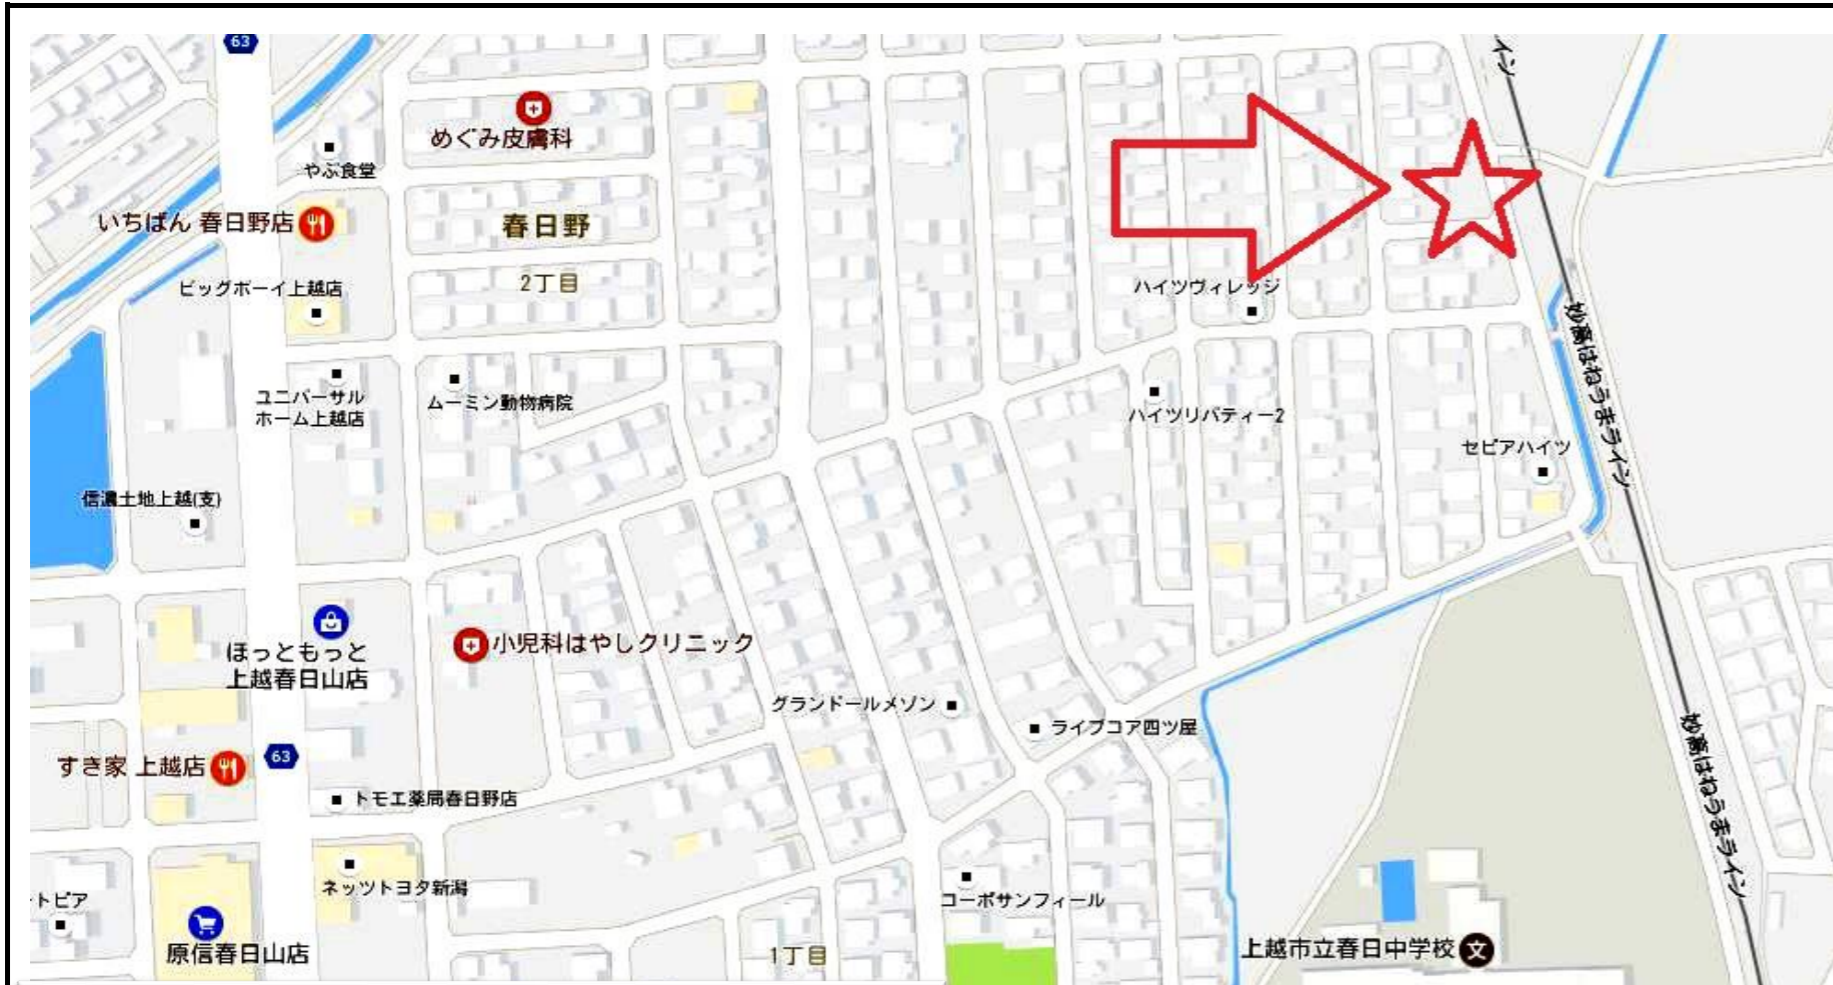 63
イン
めぐみ皮膚科
やぶ食堂
いちばん 春日野店
春日野
2丁目
ビッグボーイ上越店
ハイツヴィレッジ
妙高はねうまライン
ユニバーサル
ホーム上越店
ムーミン動物病院
ハイツリバティー2
セピアハイツ
信濃土地上越(支)
ほっともっと
上越春日山店
小児科はやしクリニック
グランドールメゾン
ライブコア四ツ屋
すき家 上越店
63
トモエ薬局春日野店
妙高はねうまライン
ネッツトヨタ新潟
トピア
コーポサンフィール
原信春日山店
1丁目
上越市立春日中学校
文